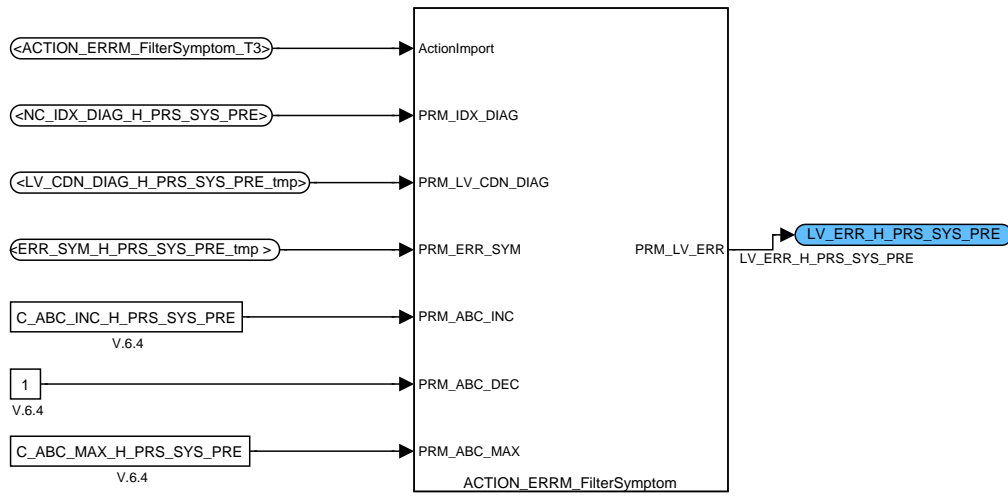 <ACTION_ERRM_FilterSymptom_T3>
ActionImport
<NC_IDX_DIAG_H_PRS_SYS_PRE>
PRM_IDX_DIAG
<LV_CDN_DIAG_H_PRS_SYS_PRE_tmp>
PRM_LV_CDN_DIAG
<ERR_SYM_H_PRS_SYS_PRE_tmp >
PRM_ERR_SYM
PRM_LV_ERR
LV_ERR_H_PRS_SYS_PRE
LV_ERR_H_PRS_SYS_PRE
C_ABC_INC_H_PRS_SYS_PRE
V.6.4
PRM_ABC_INC
1
V.6.4
PRM_ABC_DEC
C_ABC_MAX_H_PRS_SYS_PRE
V.6.4
PRM_ABC_MAX
ACTION_ERRM_FilterSymptom